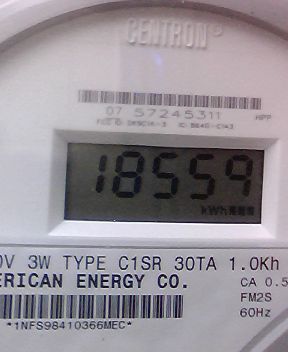 CENTRON®
07 57245311
HPP
18559
kWh
0V 3W TYPE C1SR 30TA 1.0Kh
ERICAN ENERGY CO.
CA 0.5
FM2S
60Hz
*1NFS98410366MEC*